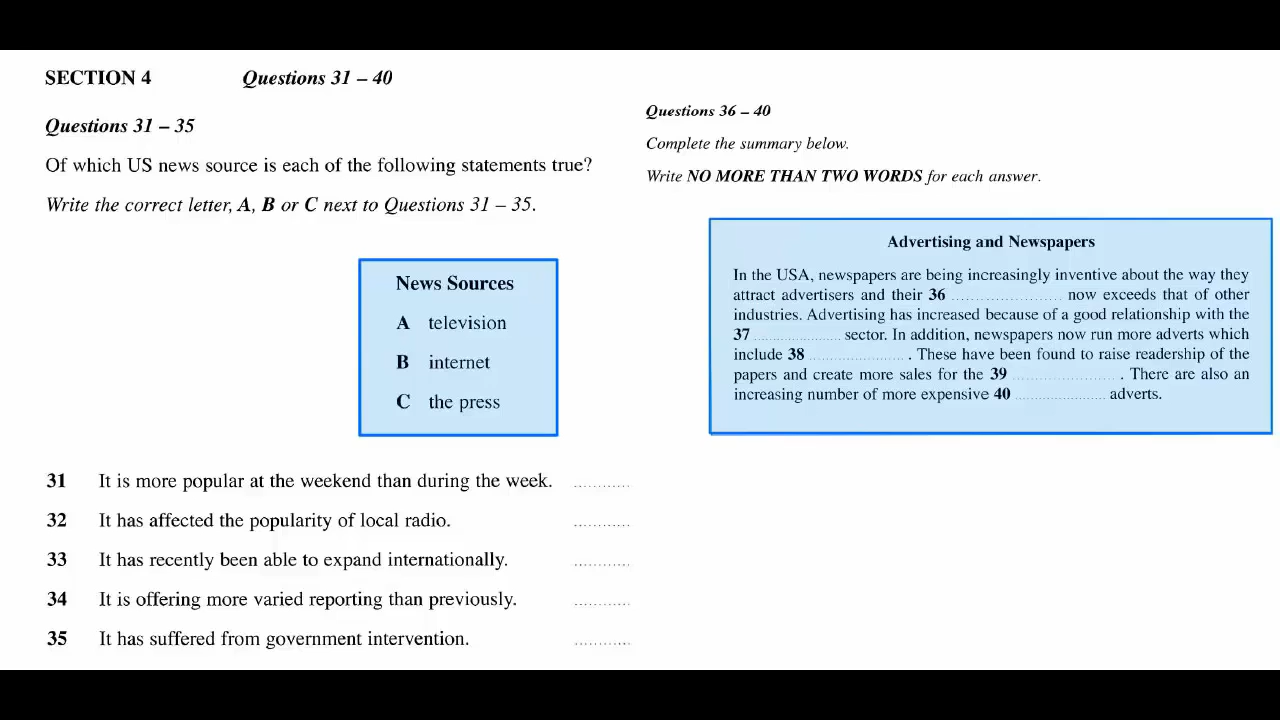 SECTION 4 Questions 31 – 40
Questions 31 – 35
Of which US news source is each of the following statements true?
Write the correct letter, A, B or C next to Questions 31 – 35.
News Sources
A television
B internet
C the press
31 It is more popular at the weekend than during the week. ............
32 It has affected the popularity of local radio. ............
33 It has recently been able to expand internationally. ............
34 It is offering more varied reporting than previously. ............
35 It has suffered from government intervention. ............
Questions 36 – 40
Complete the summary below.
Write NO MORE THAN TWO WORDS for each answer.
Advertising and Newspapers
In the USA, newspapers are being increasingly inventive about the way they
attract advertisers and their 36 ........................ now exceeds that of other
industries. Advertising has increased because of a good relationship with the
37 ...................... sector. In addition, newspapers now run more adverts which
include 38 ........................ . These have been found to raise readership of the
papers and create more sales for the 39 ........................ . There are also an
increasing number of more expensive 40 ...................... adverts.